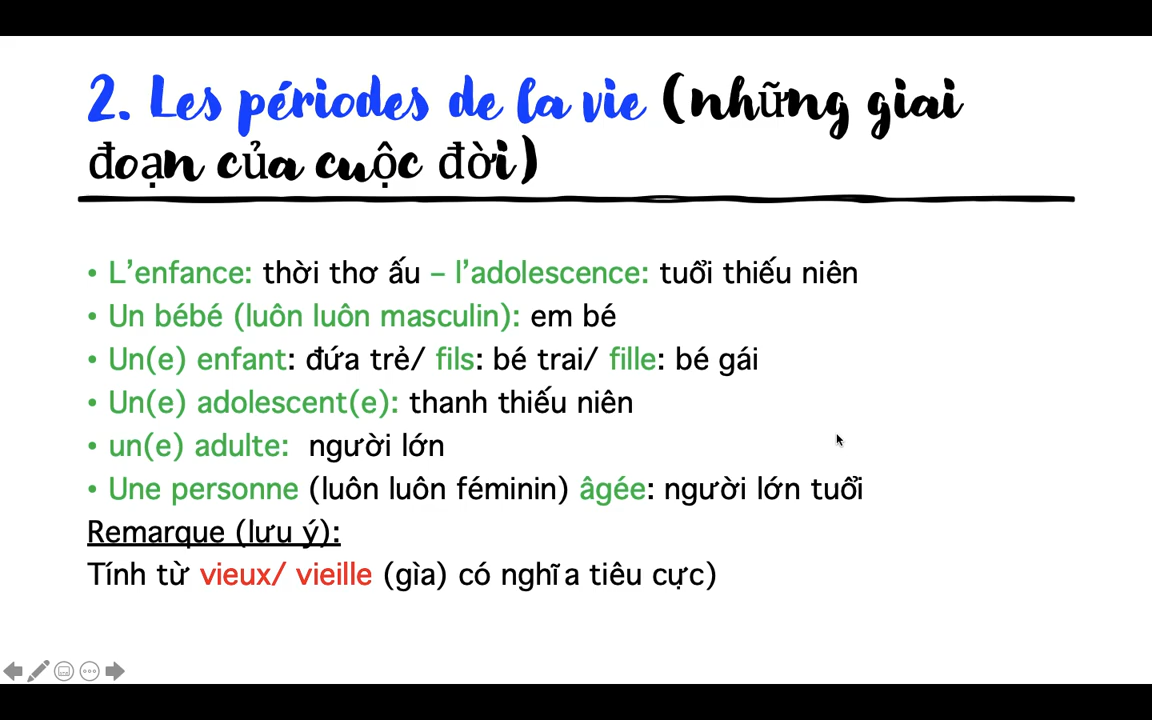 2. Les périodes de la vie (những giai
đoạn của cuộc đời)
• L’enfance: thời thơ ấu – l’adolescence: tuổi thiếu niên
• Un bébé (luôn luôn masculin): em bé
• Un(e) enfant: đứa trẻ/ fils: bé trai/ fille: bé gái
• Un(e) adolescent(e): thanh thiếu niên
• un(e) adulte: người lớn
• Une personne (luôn luôn féminin) âgée: người lớn tuổi
Remarque (lưu ý):
Tính từ vieux/ vieille (gìa) có nghĩa tiêu cực)